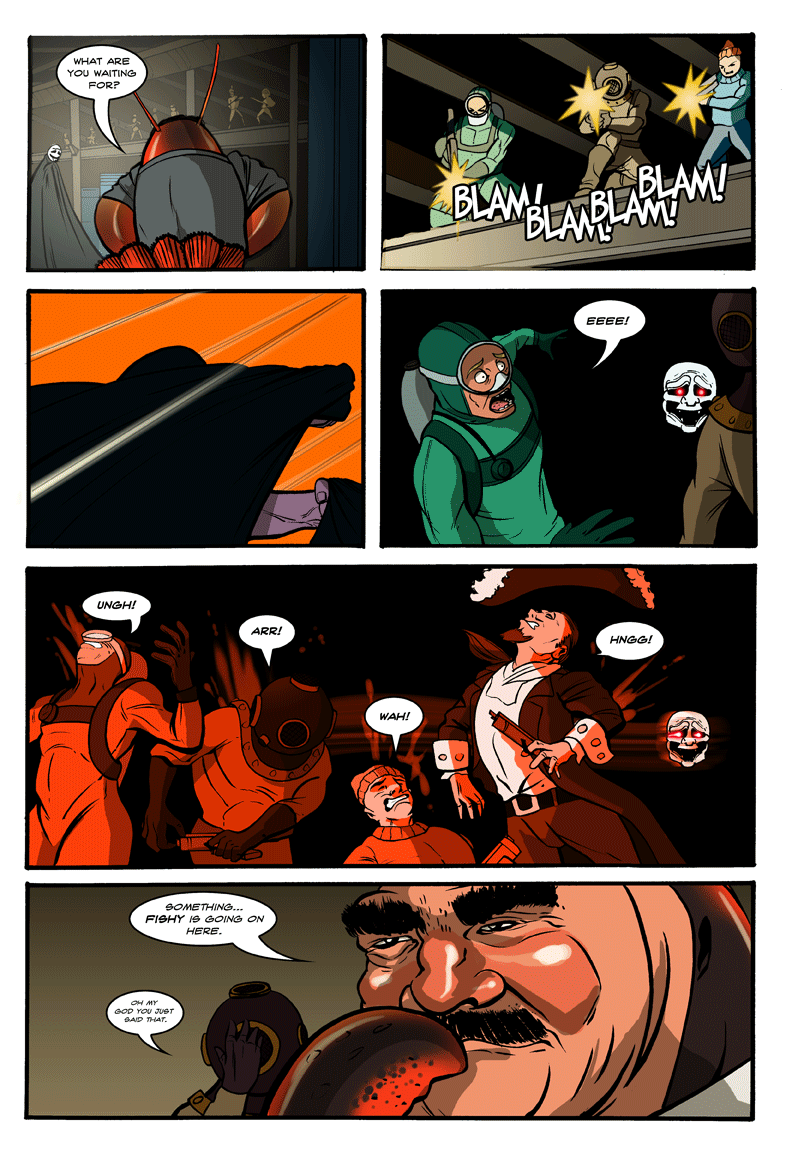 WHAT ARE
YOU WAITING
FOR?
BLAM!
BLAM!
BLAM!
BLAM!
EEEE!
UNGH!
ARR!
WAH!
HNGG!
SOMETHING...
FISHY IS GOING ON
HERE.
OH MY
GOD YOU JUST
SAID THAT.